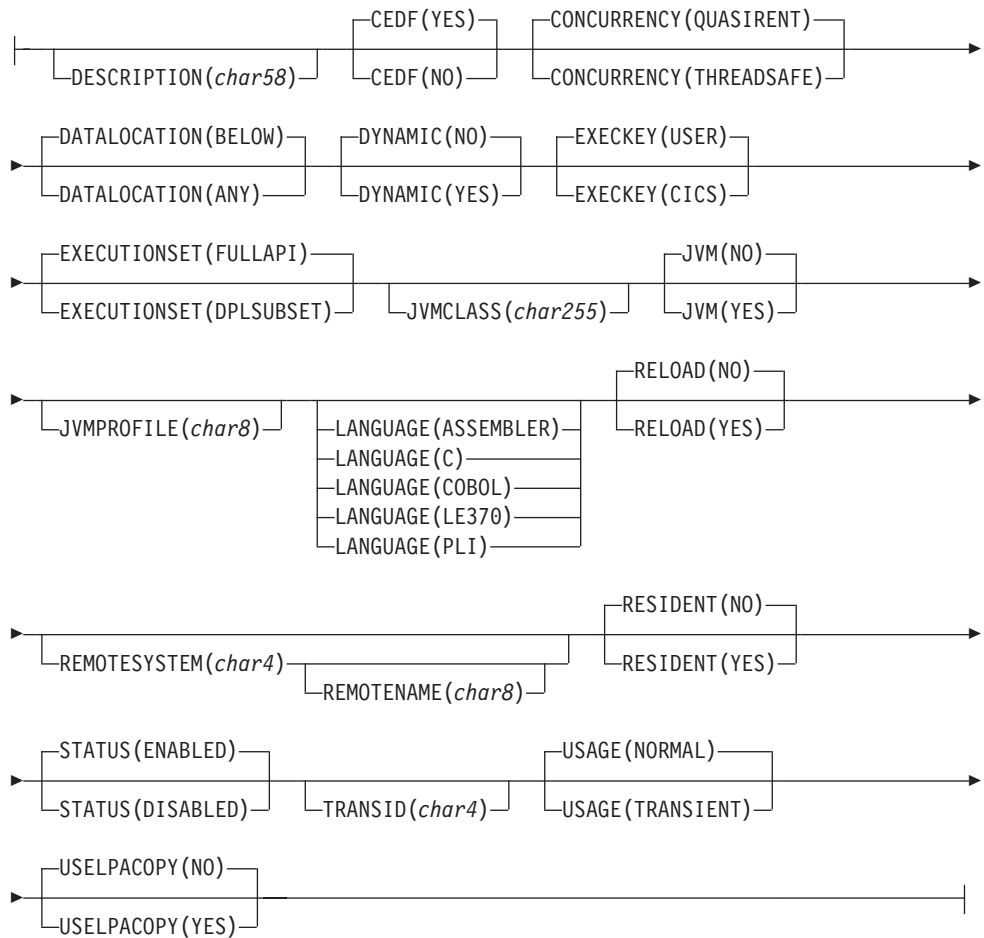 CEDF(YES) CONCURRENCY(QUASIRENT)
DESCRIPTION(char58) CEDF(NO) CONCURRENCY(THREADSAFE)
DATALOCATION(BELOW) DYNAMIC(NO) EXECKEY(USER)
DATALOCATION(ANY) DYNAMIC(YES) EXECKEY(CICS)
EXECUTIONSET(FULLAPI) JVM(NO)
EXECUTIONSET(DPLSUBSET) JVMCLASS(char255) JVM(YES)
RELOAD(NO)
JVMPROFILE(char8) LANGUAGE(ASSEMBLER) RELOAD(YES)
LANGUAGE(C)
LANGUAGE(COBOL)
LANGUAGE(LE370)
LANGUAGE(PLI)
RESIDENT(NO)
REMOTESYSTEM(char4) RESIDENT(YES)
REMOTENAME(char8)
STATUS(ENABLED) USAGE(NORMAL)
STATUS(DISABLED) TRANSID(char4) USAGE(TRANSIENT)
USELPACOPY(NO)
USELPACOPY(YES)